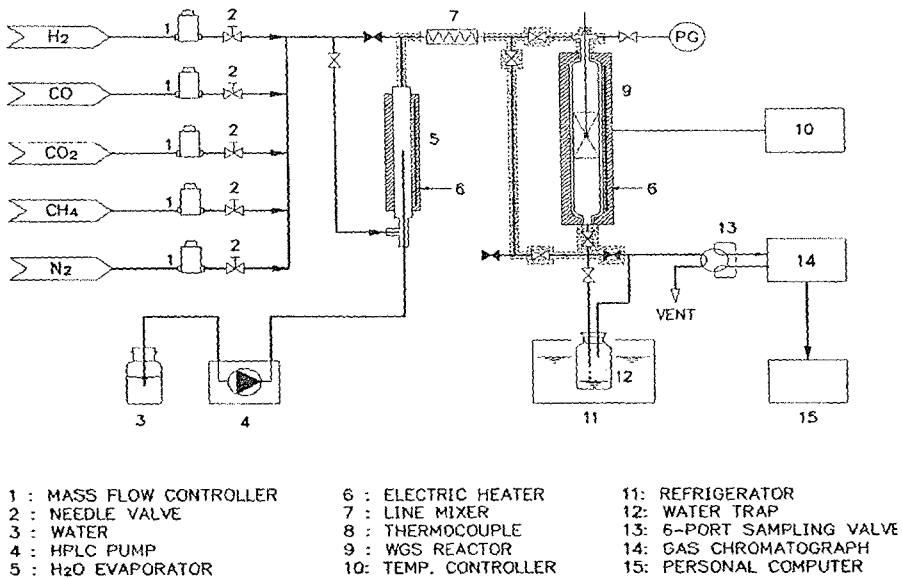 H2
CO
CO2
CH4
N2
1
2
1
2
1
2
1
2
1
2
7
PG
5
6
9
10
6
13
14
VENT
3
4
12
11
15
1 : MASS FLOW CONTROLLER
2 : NEEDLE VALVE
3 : WATER
4 : HPLC PUMP
5 : H2O EVAPORATOR
6 : ELECTRIC HEATER
7 : LINE MIXER
8 : THERMOCOUPLE
9 : WGS REACTOR
10: TEMP. CONTROLLER
11: REFRIGERATOR
12: WATER TRAP
13: 6-PORT SAMPLING VALVE
14: GAS CHROMATOGRAPH
15: PERSONAL COMPUTER